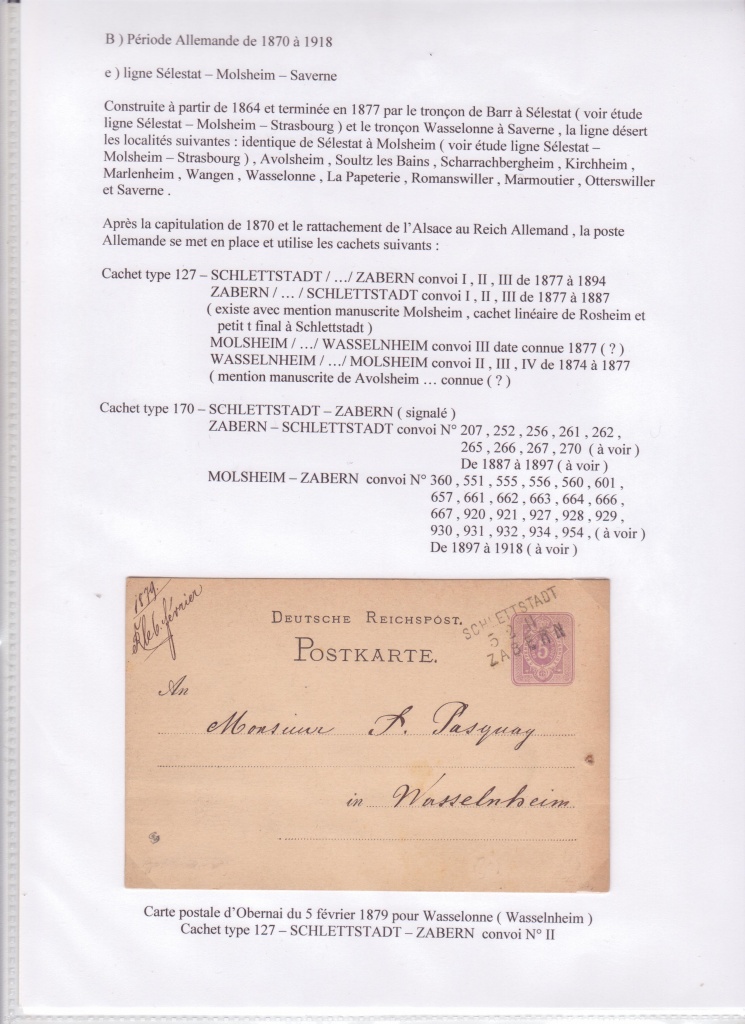 B ) Période Allemande de 1870 à 1918
e ) ligne Sélestat – Molsheim – Saverne
Construite à partir de 1864 et terminée en 1877 par le tronçon de Barr à Sélestat ( voir étude
ligne Sélestat – Molsheim – Strasbourg ) et le tronçon Wasselonne à Saverne , la ligne désert
les localités suivantes : identique de Sélestat à Molsheim ( voir étude ligne Sélestat –
Molsheim – Strasbourg ) , Avolsheim , Soultz les Bains , Scharrachbergheim , Kirchheim ,
Marlenheim , Wangen , Wasselonne , La Papeterie , Romanswiller , Marmoutier , Otterswiller
et Saverne .
Après la capitulation de 1870 et le rattachement de l’Alsace au Reich Allemand , la poste
Allemande se met en place et utilise les cachets suivants :
Cachet type 127 – SCHLETTSTADT / …/ ZABERN convoi I , II , III de 1877 à 1894
ZABERN / … / SCHLETTSTADT convoi I , II , III de 1877 à 1887
( existe avec mention manuscrite Molsheim , cachet linéaire de Rosheim et
petit t final à Schlettstadt )
MOLSHEIM / …/ WASSELNHEIM convoi III date connue 1877 ( ? )
WASSELNHEIM / …/ MOLSHEIM convoi II , III , IV de 1874 à 1877
( mention manuscrite de Avolsheim … connue ( ? )
Cachet type 170 – SCHLETTSTADT – ZABERN ( signalé )
ZABERN – SCHLETTSTADT convoi N° 207 , 252 , 256 , 261 , 262 ,
265 , 266 , 267 , 270 ( à voir )
De 1887 à 1897 ( à voir )
MOLSHEIM – ZABERN convoi N° 360 , 551 , 555 , 556 , 560 , 601 ,
657 , 661 , 662 , 663 , 664 , 666 ,
667 , 920 , 921 , 927 , 928 , 929 ,
930 , 931 , 932 , 934 , 954 , ( à voir )
De 1897 à 1918 ( à voir )
1879
février
DEUTSCHE REICHSPOST.
POSTKARTE.
SCHLETTSTADT
5 2 II
ZABERN
An
Monsieur F. Pasquay
in Wasselnheim
Carte postale d’Obernai du 5 février 1879 pour Wasselonne ( Wasselnheim )
Cachet type 127 – SCHLETTSTADT – ZABERN convoi N° II